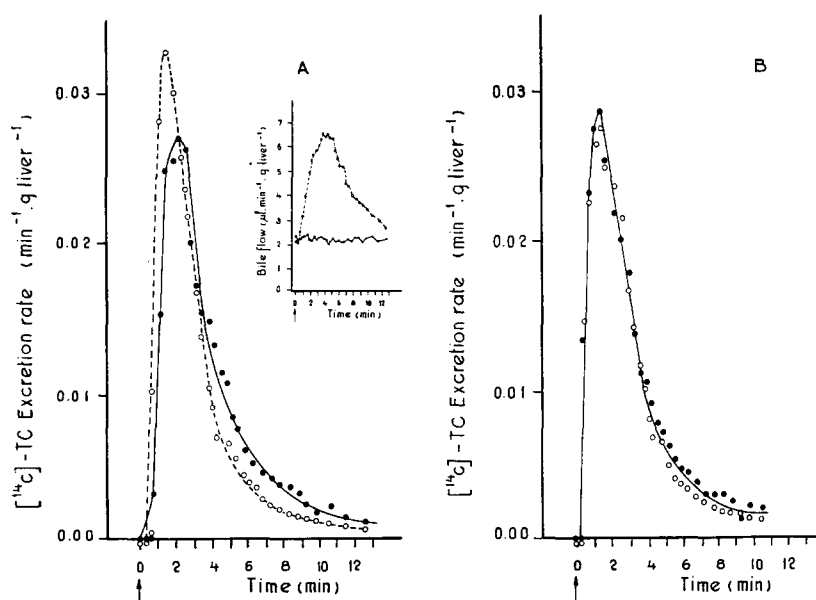 A
[¹⁴C]-TC Excretion rate (min⁻¹.g liver⁻¹)
0.03
0.02
0.01
0.00
0 2 4 6 8 10 12
Time (min)
Bile flow (µl.min⁻¹.g liver⁻¹)
7
6
5
4
3
2
1
0
0 2 4 6 8 10 12
Time (min)
B
[¹⁴C]-TC Excretion rate (min⁻¹.g liver⁻¹)
0.03
0.02
0.01
0.00
0 2 4 6 8 10 12
Time (min)